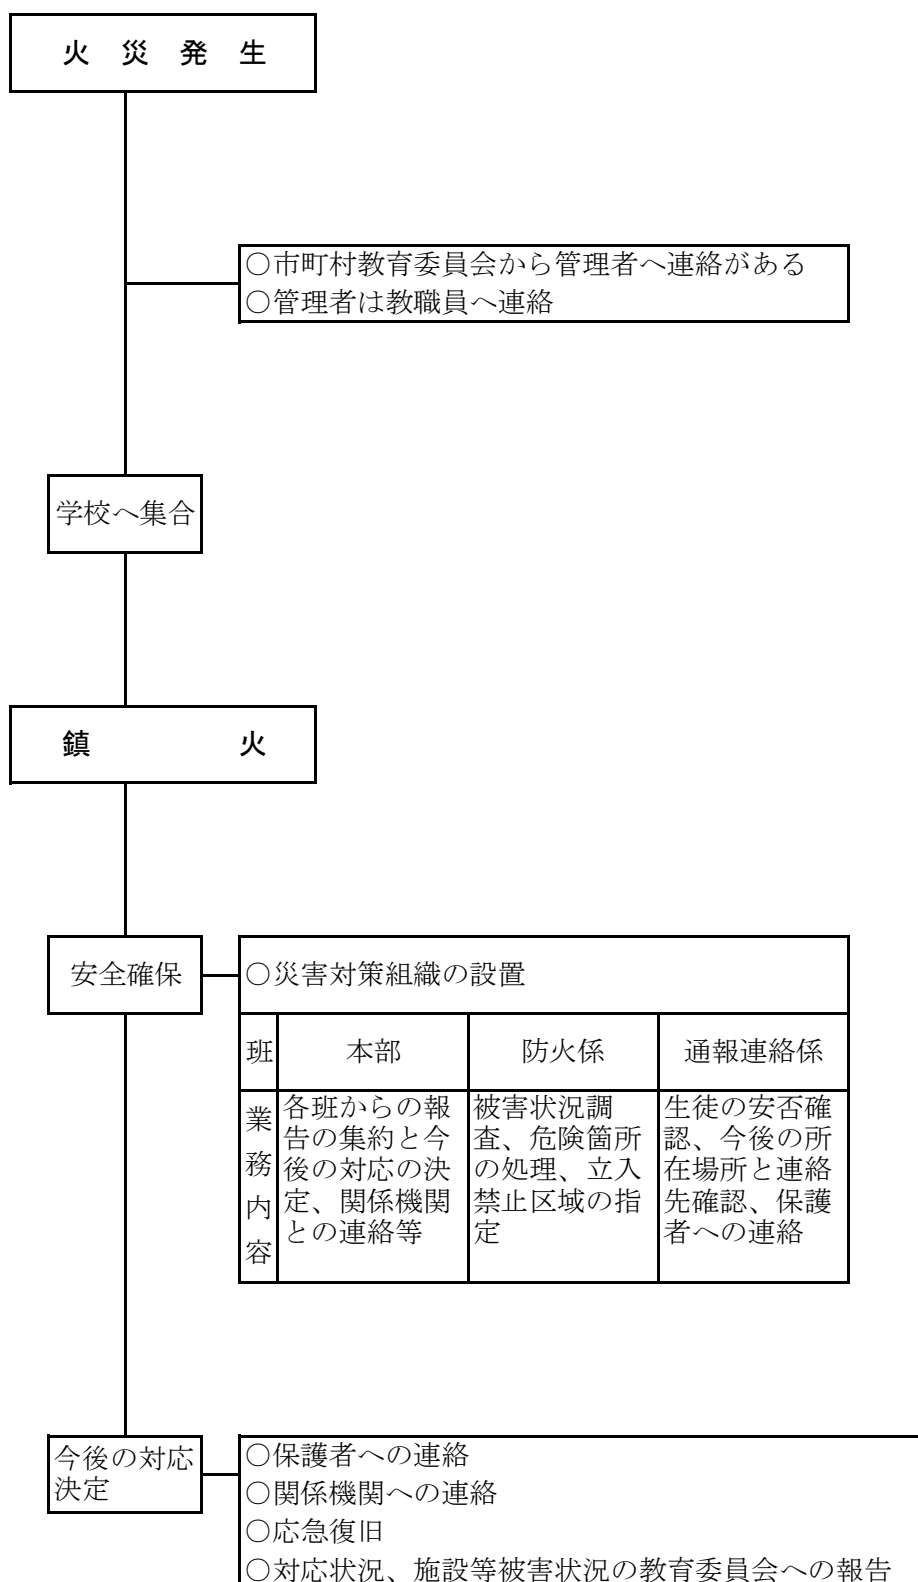 火災発生
○市町村教育委員会から管理者へ連絡がある
○管理者は教職員へ連絡
学校へ集合
鎮火
安全確保
○災害対策組織の設置
班
本部
防火係
通報連絡係
業務内容
各班からの報
告の集約と今
後の対応の決
定、関係機関
との連絡等
被害状況調
査、危険箇所
の処理、立入
禁止区域の指
定
生徒の安否確
認、今後の所
在場所と連絡
先確認、保護
者への連絡
今後の対応
決定
○保護者への連絡
○関係機関への連絡
○応急復旧
○対応状況、施設等被害状況の教育委員会への報告